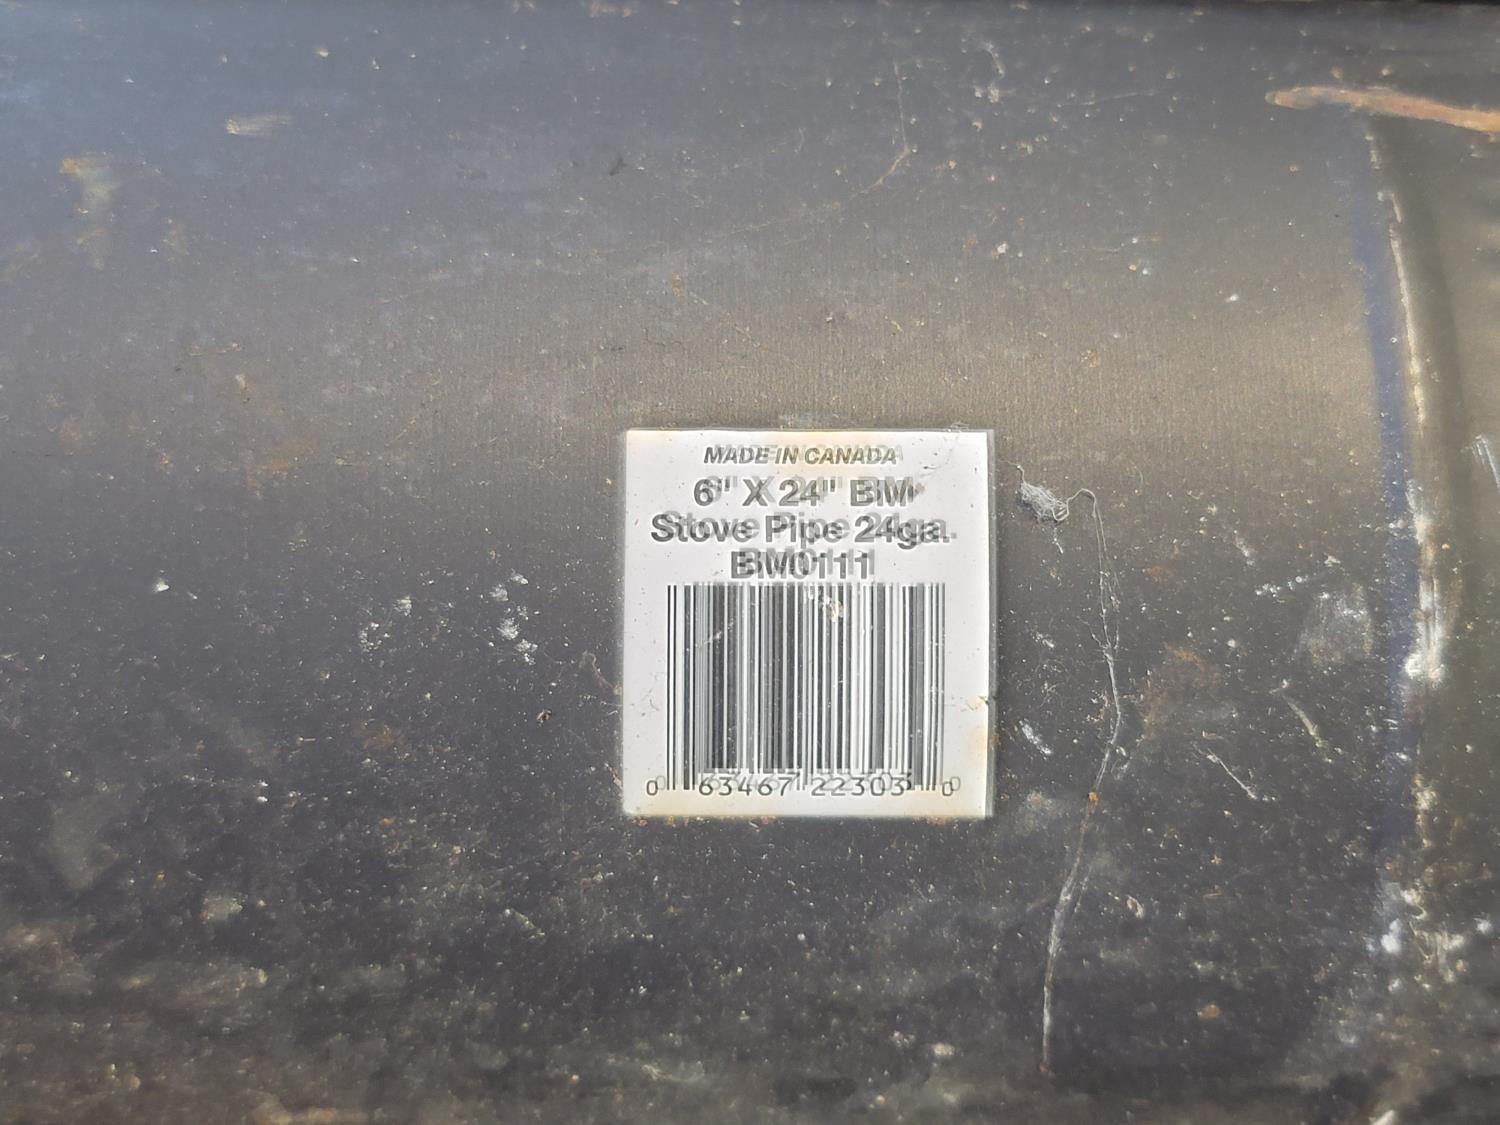 MADE IN CANADA
6" X 24" BM
Stove Pipe 24ga.
BM0111
0 63467 22303 0